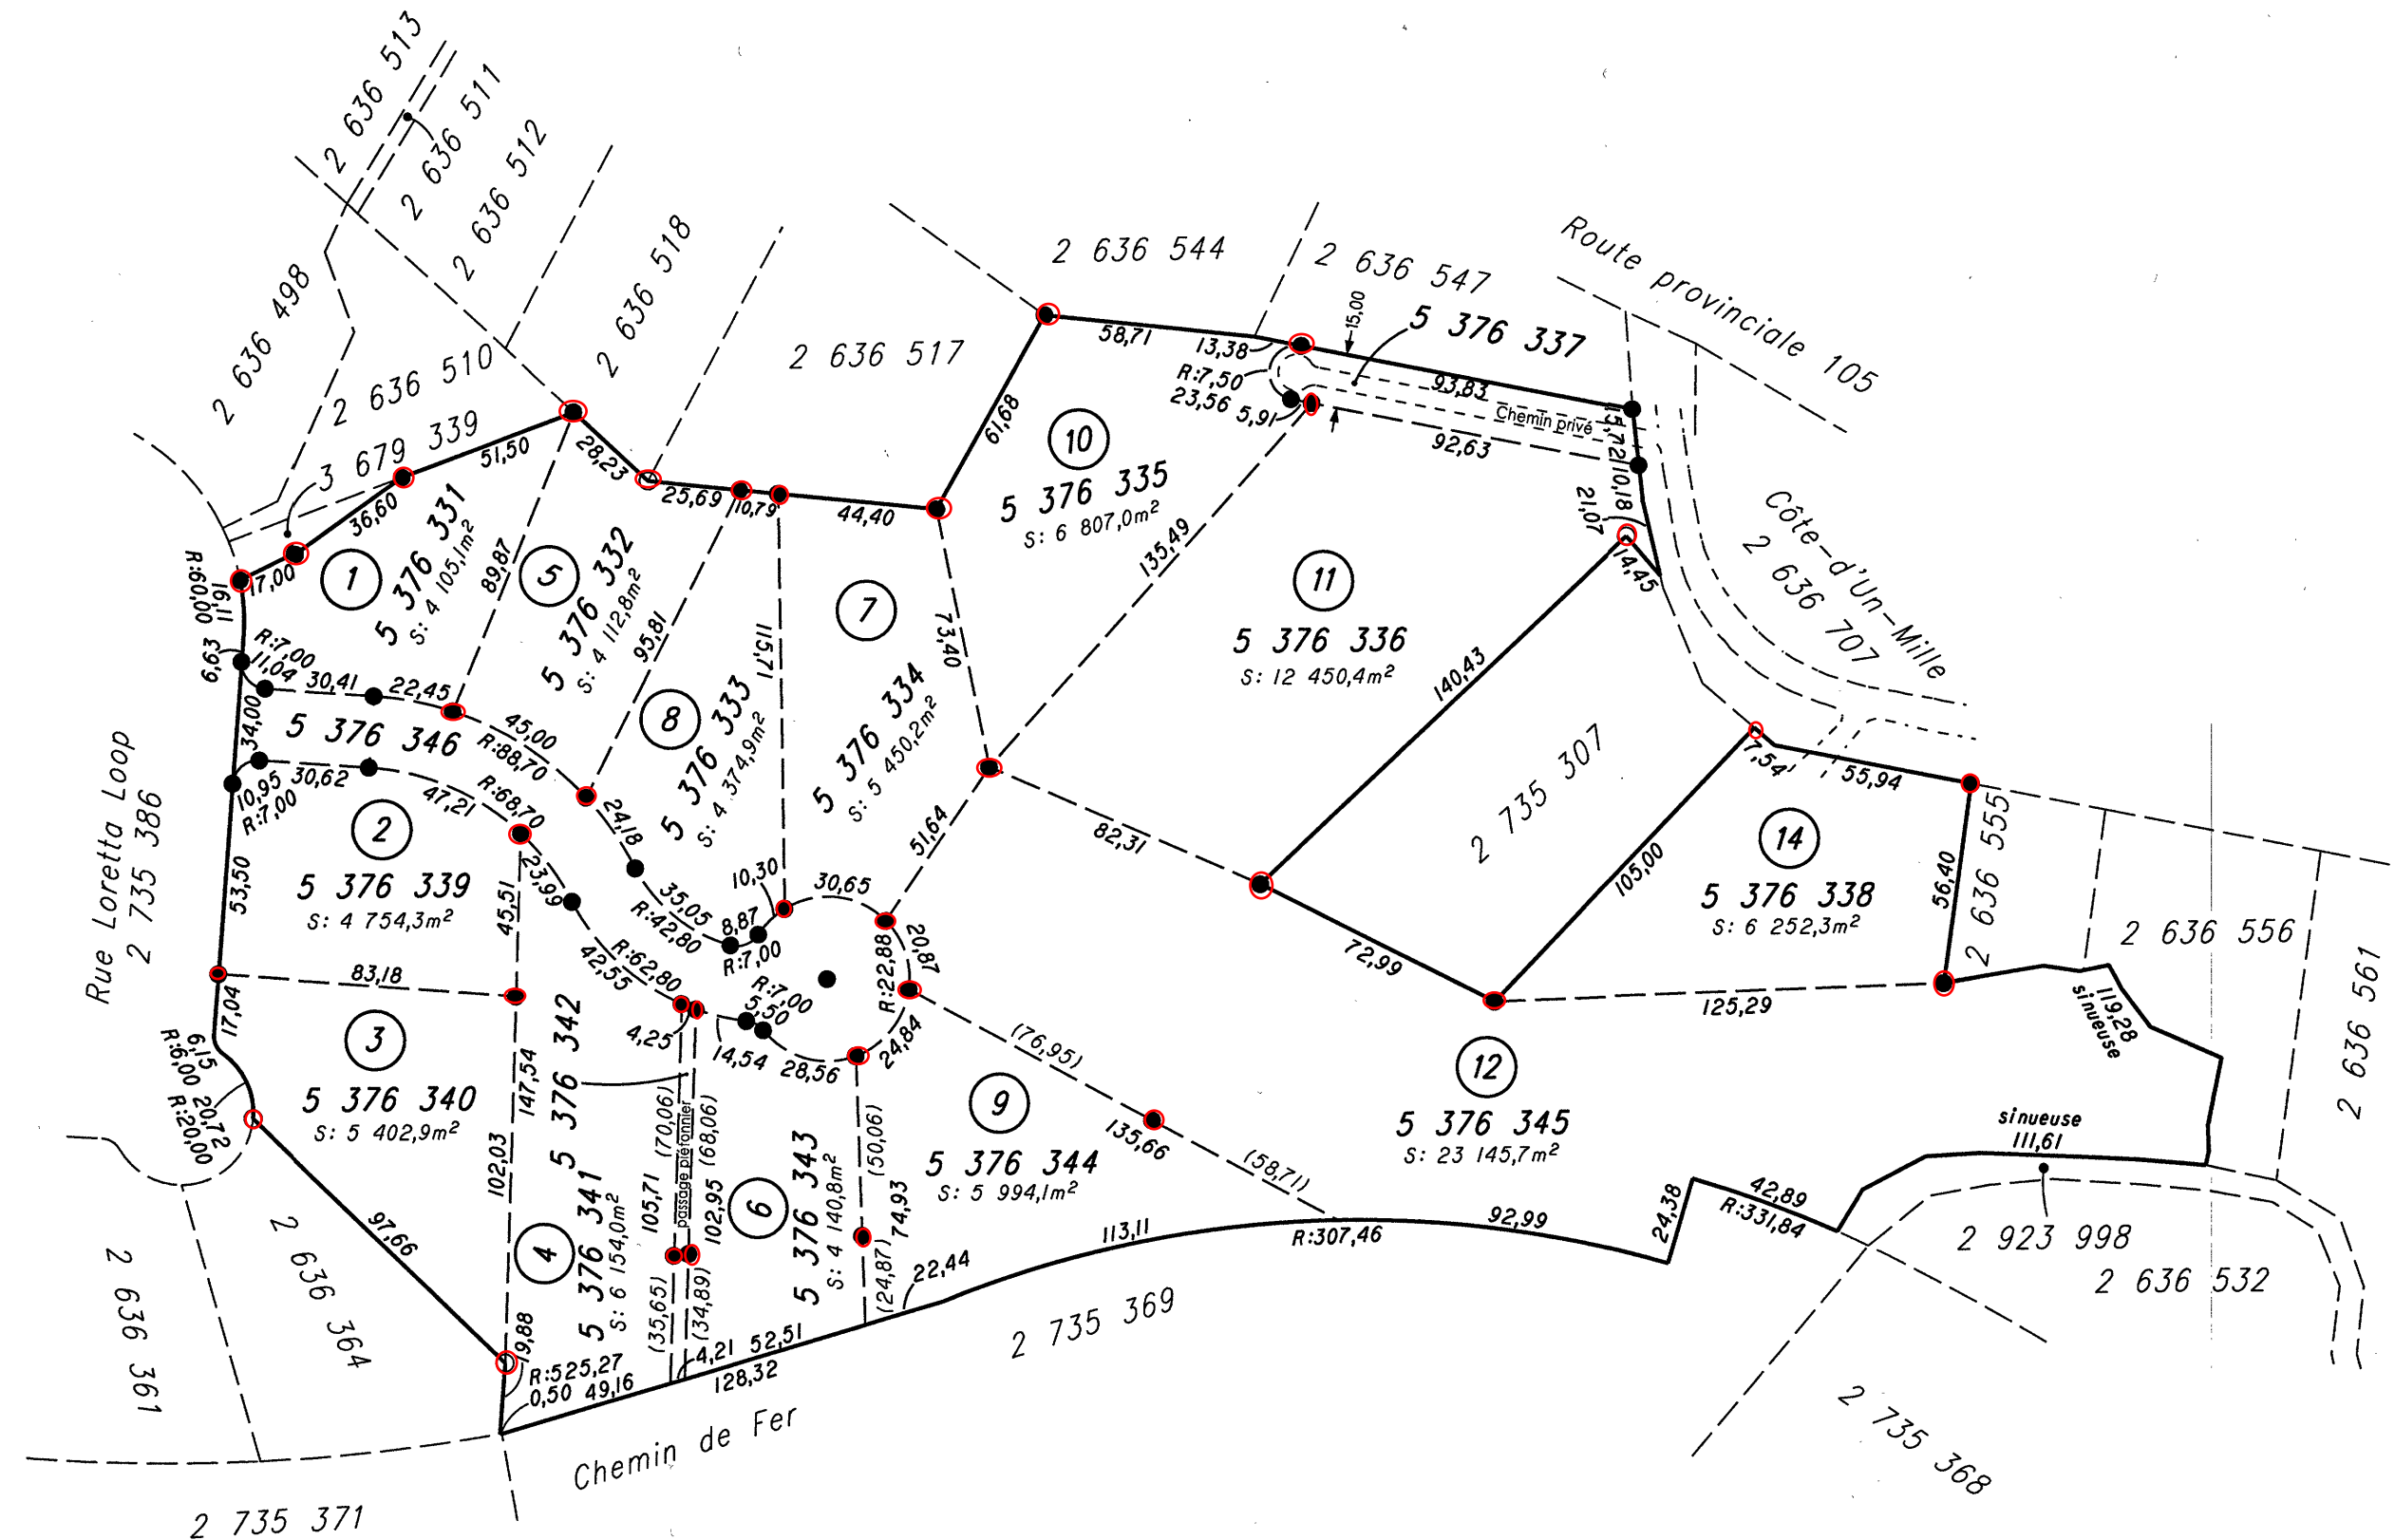 2 636 513
2 636 511
2 636 512
2 636 498
2 636 510
3 679 339
2 636 518
2 636 517
2 636 544
2 636 547
Route provinciale 105
15,00
5 376 337
58,71
13,38
R:7,50
23,56
5,91
93,83
Chemin privé
92,63
15,72
10,18
21,07
14,45
Côte-d'Un-Mille
2 636 707
51,50
36,60
17,00
28,23
25,69
10,79
44,40
61,68
16,11
R:60,00
1
5 376 331
S: 4 105,1m²
89,87
5
5 376 332
S: 4 112,8m²
95,81
8
5 376 333
S: 4 374,9m²
115,71
7
5 376 334
S: 5 450,2m²
73,40
10
5 376 335
S: 6 807,0m²
135,49
11
5 376 336
S: 12 450,4m²
140,43
2 735 307
6,63
R:7,00
11,04
30,41
22,45
45,00
R:88,70
34,00
5 376 346
10,95
R:7,00
30,62
47,21
R:68,70
24,18
23,99
Rue Loretta Loop
2 735 386
53,50
2
5 376 339
S: 4 754,3m²
45,51
35,05
R:42,80
8,87
R:7,00
10,30
30,65
51,64
20,87
R:22,88
82,31
72,99
105,00
7,54
55,94
14
5 376 338
S: 6 252,3m²
56,40
2 636 555
2 636 556
2 636 561
83,18
R:62,80
42,55
R:7,00
5,50
4,25
14,54
28,56
24,84
(76,95)
135,66
(58,71)
125,29
119,28
sinueuse
17,04
6,15
R:6,00
20,72
R:20,00
3
5 376 340
S: 5 402,9m²
147,54
102,03
5 376 342
4
5 376 341
S: 6 154,0m²
(70,06)
105,71
passage piétonnier
(68,06)
102,95
(35,65)
(34,89)
6
5 376 343
S: 4 140,8m²
(50,06)
74,93
(24,87)
9
5 376 344
S: 5 994,1m²
12
5 376 345
S: 23 145,7m²
sinueuse
111,61
97,66
2 636 364
2 636 361
19,88
R:525,27
0,50
49,16
4,21
52,51
128,32
22,44
113,11
R:307,46
92,99
24,38
42,89
R:331,84
2 923 998
2 636 532
2 735 369
Chemin de Fer
2 735 371
2 735 368